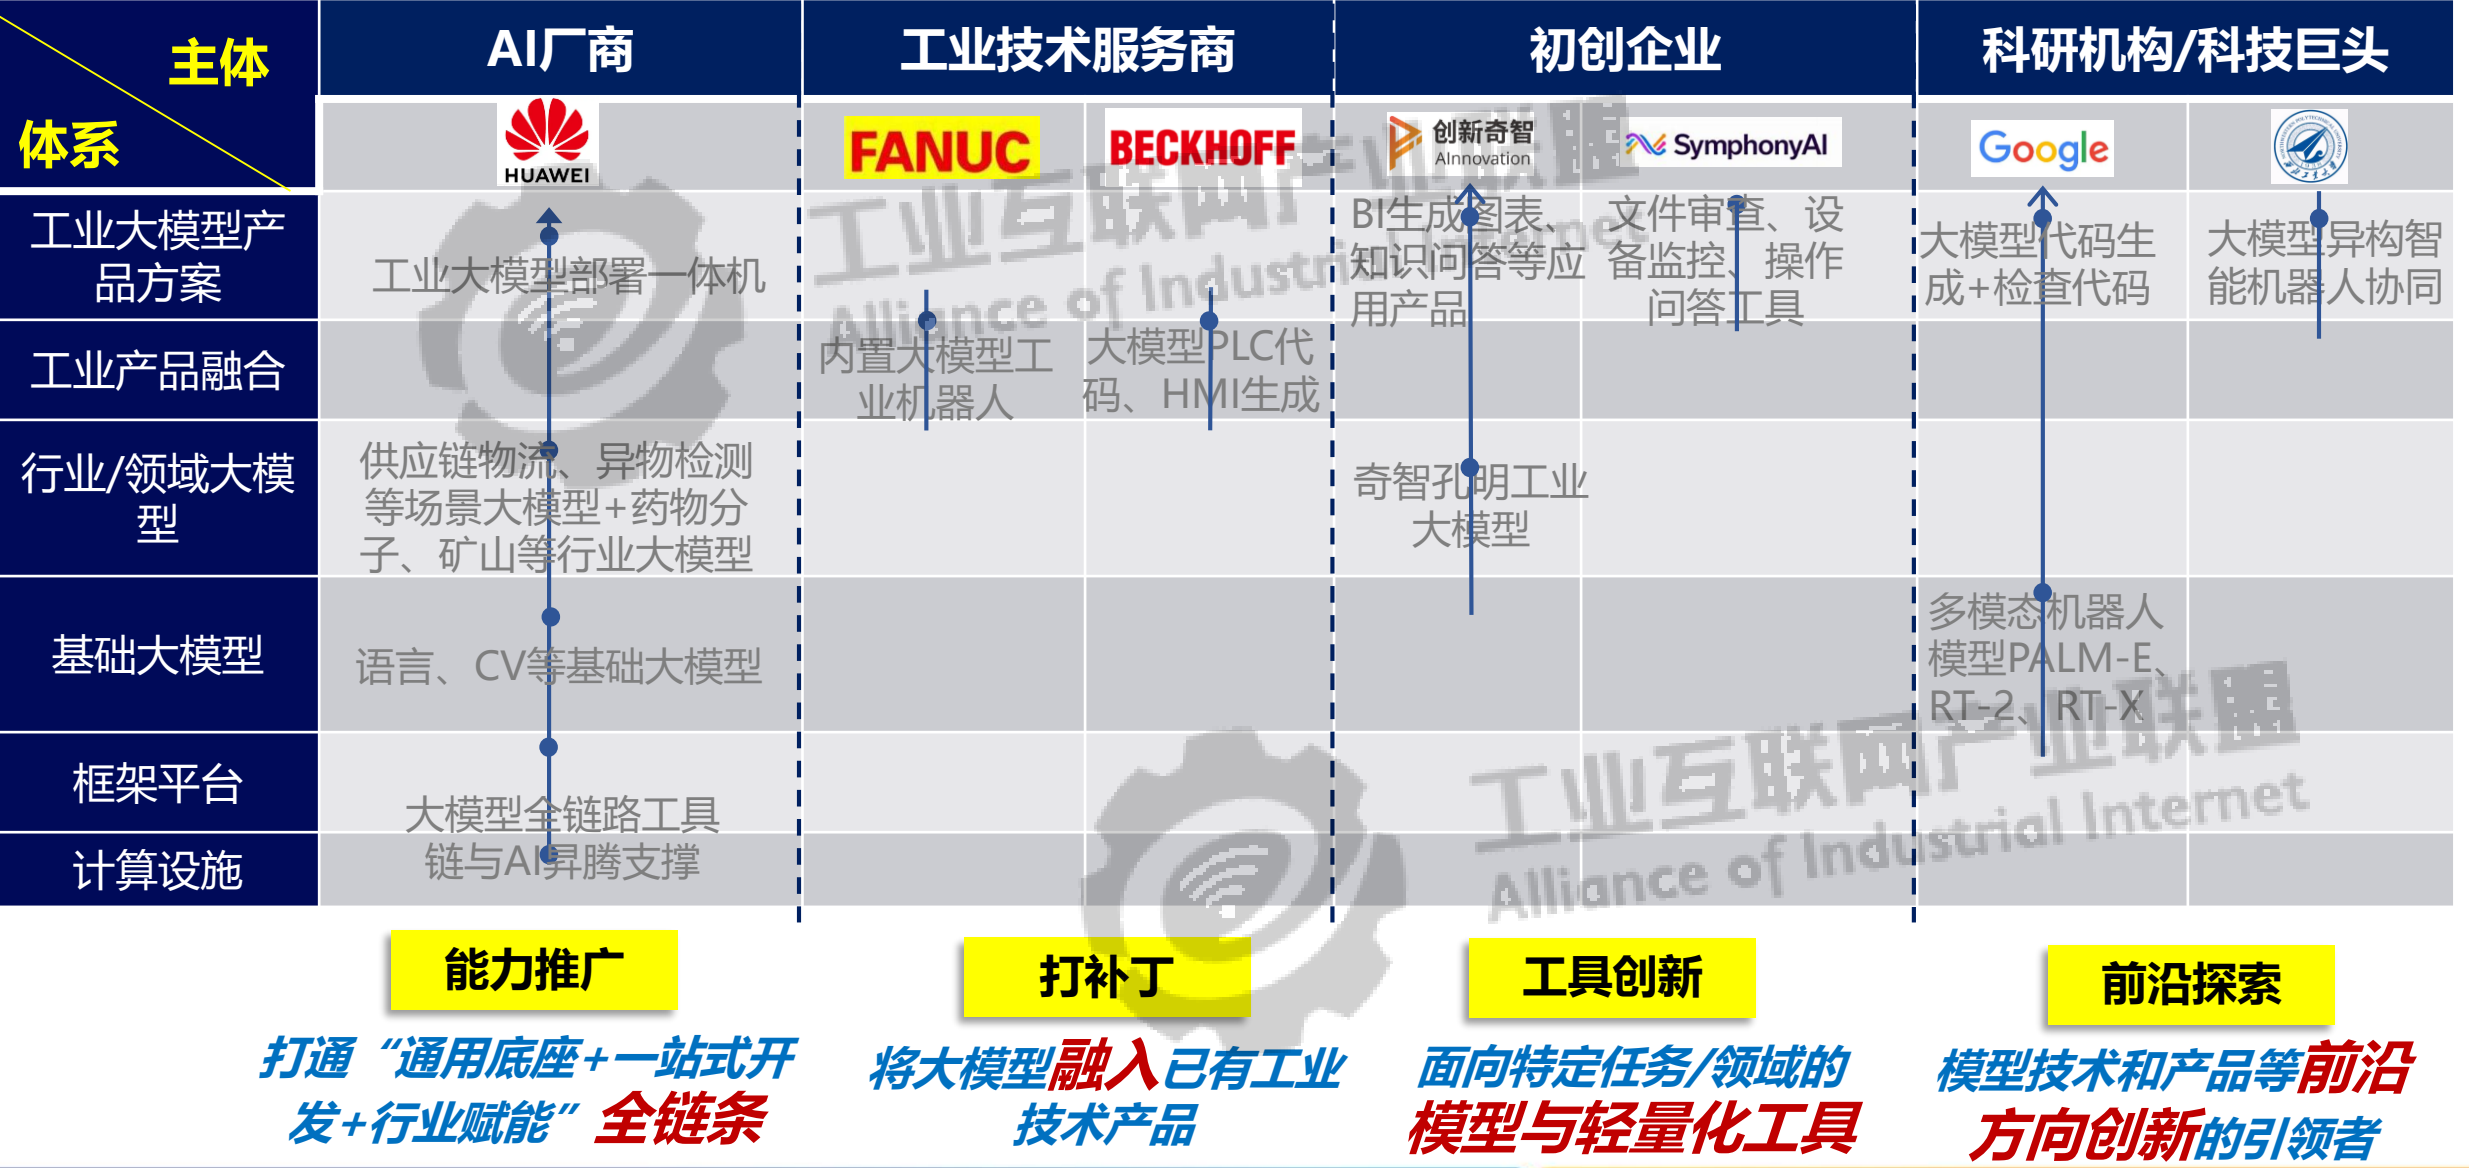 主体
体系
AI厂商
工业技术服务商
初创企业
科研机构/科技巨头
HUAWEI
FANUC
BECKHOFF
创新奇智
AInnovation
SymphonyAI
Google
工业大模型产
品方案
工业大模型部署一体机
BI生成图表、
知识问答等应
用产品
文件审查、设
备监控、操作
问答工具
大模型代码生
成+检查代码
大模型异构智
能机器人协同
工业产品融合
内置大模型工
业机器人
大模型PLC代
码、HMI生成
行业/领域大模
型
供应链物流、异物检测
等场景大模型+药物分
子、矿山等行业大模型
奇智孔明工业
大模型
基础大模型
语言、CV等基础大模型
多模态机器人
模型PALM-E、
RT-2、RT-X
框架平台
计算设施
大模型全链路工具
链与AI昇腾支撑
工业互联网产业联盟
Alliance of Industrial Internet
工业互联网产业联盟
Alliance of Industrial Internet
能力推广
打通“通用底座+一站式开
发+行业赋能”全链条
打补丁
将大模型融入已有工业
技术产品
工具创新
面向特定任务/领域的
模型与轻量化工具
前沿探索
模型技术和产品等前沿
方向创新的引领者